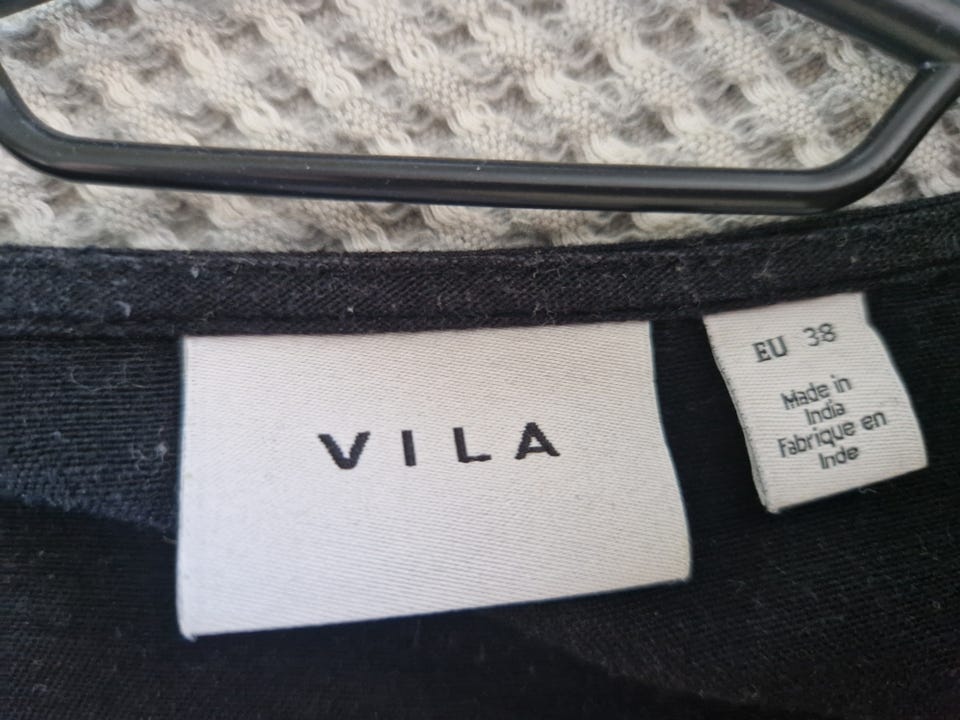 VILA
EU 38
Made in
India
Fabrique en
Inde